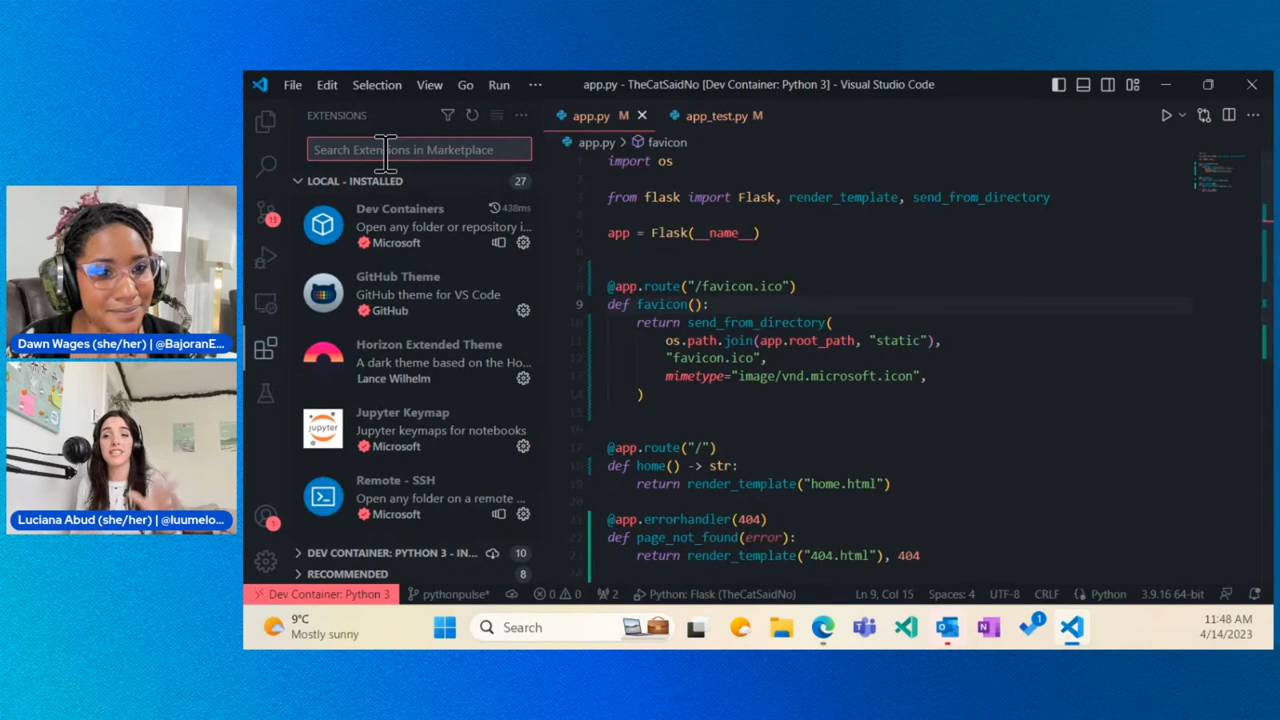 File Edit Selection View Go Run ··· app.py - TheCatSaidNo [Dev Container: Python 3] - Visual Studio Code
EXTENSIONS
Search Extensions in Marketplace
LOCAL - INSTALLED 27
Dev Containers 438ms
Open any folder or repository i...
Microsoft
GitHub Theme
GitHub theme for VS Code
GitHub
Horizon Extended Theme
A dark theme based on the Ho...
Lance Wilhelm
jupyter
Jupyter Keymap
Jupyter keymaps for notebooks
Microsoft
Remote - SSH
Open any folder on a remote ...
Microsoft
DEV CONTAINER: PYTHON 3 - IN... 10
RECOMMENDED 8
13
1
app.py M app_test.py M
app.py > favicon
1 import os
from flask import Flask, render_template, send_from_directory
app = Flask(__name__)
@app.route("/favicon.ico")
9 def favicon():
return send_from_directory(
os.path.join(app.root_path, "static"),
"favicon.ico",
mimetype="image/vnd.microsoft.icon",
)
@app.route("/")
def home() -> str:
return render_template("home.html")
@app.errorhandler(404)
def page_not_found(error):
return render_template("404.html"), 404
Dev Container: Python 3 pythonpulse* 0 0 2 Python: Flask (TheCatSaidNo) Ln 9, Col 15 Spaces: 4 UTF-8 CRLF Python 3.9.16 64-bit
9°C
Mostly sunny
Search
1
11:48 AM
4/14/2023
Dawn Wages (she/her) | @BajoranE...
Luciana Abud (she/her) | @luumelo...